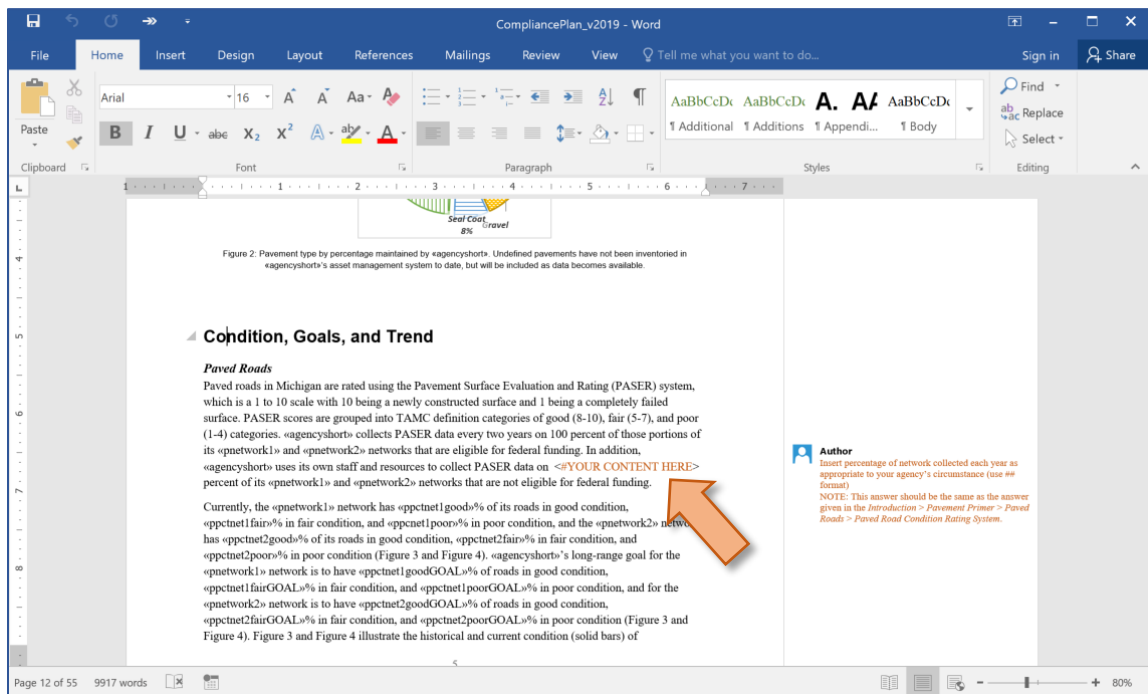 CompliancePlan_v2019 - Word
File Home Insert Design Layout References Mailings Review View Tell me what you want to do... Sign in Share
Paste
Arial 16 A A Aa A
B I U abc X₂ X² A aby A
AaBbCcDc AaBbCcDc A. A/ AaBbCcDc
¶ Additional ¶ Additions ¶ Appendi... ¶ Body
Find
Replace
Select
Clipboard Font Paragraph Styles Editing
1 1 2 3 4 5 6 7
4
5
6
7
8
Seal Coat
8%
Gravel
Figure 2: Pavement type by percentage maintained by «agencyshort». Undefined pavements have not been inventoried in
«agencyshort»'s asset management system to date, but will be included as data becomes available.
Condition, Goals, and Trend
Paved Roads
Paved roads in Michigan are rated using the Pavement Surface Evaluation and Rating (PASER) system,
which is a 1 to 10 scale with 10 being a newly constructed surface and 1 being a completely failed
surface. PASER scores are grouped into TAMC definition categories of good (8-10), fair (5-7), and poor
(1-4) categories. «agencyshort» collects PASER data every two years on 100 percent of those portions of
its «pnetwork1» and «pnetwork2» networks that are eligible for federal funding. In addition,
«agencyshort» uses its own staff and resources to collect PASER data on <#YOUR CONTENT HERE>
percent of its «pnetwork1» and «pnetwork2» networks that are not eligible for federal funding.
Currently, the «pnetwork1» network has «ppctnet1good»% of its roads in good condition,
«ppctnet1fair»% in fair condition, and «ppcnet1poor»% in poor condition, and the «pnetwork2»
has «ppctnet2good»% of its roads in good condition, «ppctnet2fair»% in fair condition, and
«ppctnet2poor»% in poor condition (Figure 3 and Figure 4). «agencyshort»'s long-range goal for the
«pnetwork1» network is to have «ppctnet1goodGOAL»% of roads in good condition,
«ppctnet1fairGOAL»% in fair condition, and «ppctnet1poorGOAL»% in poor condition, and for the
«pnetwork2» network is to have «ppctnet2goodGOAL»% of roads in good condition,
«ppctnet2fairGOAL»% in fair condition, and «ppctnet2poorGOAL»% in poor condition (Figure 3 and
Figure 4). Figure 3 and Figure 4 illustrate the historical and current condition (solid bars) of
Author
Insert percentage of network collected each year as
appropriate to your agency's circumstance (use ##
format)
NOTE: This answer should be the same as the answer
given in the Introduction > Pavement Primer > Paved
Roads > Paved Road Condition Rating System.
Page 12 of 55 9917 words 80%